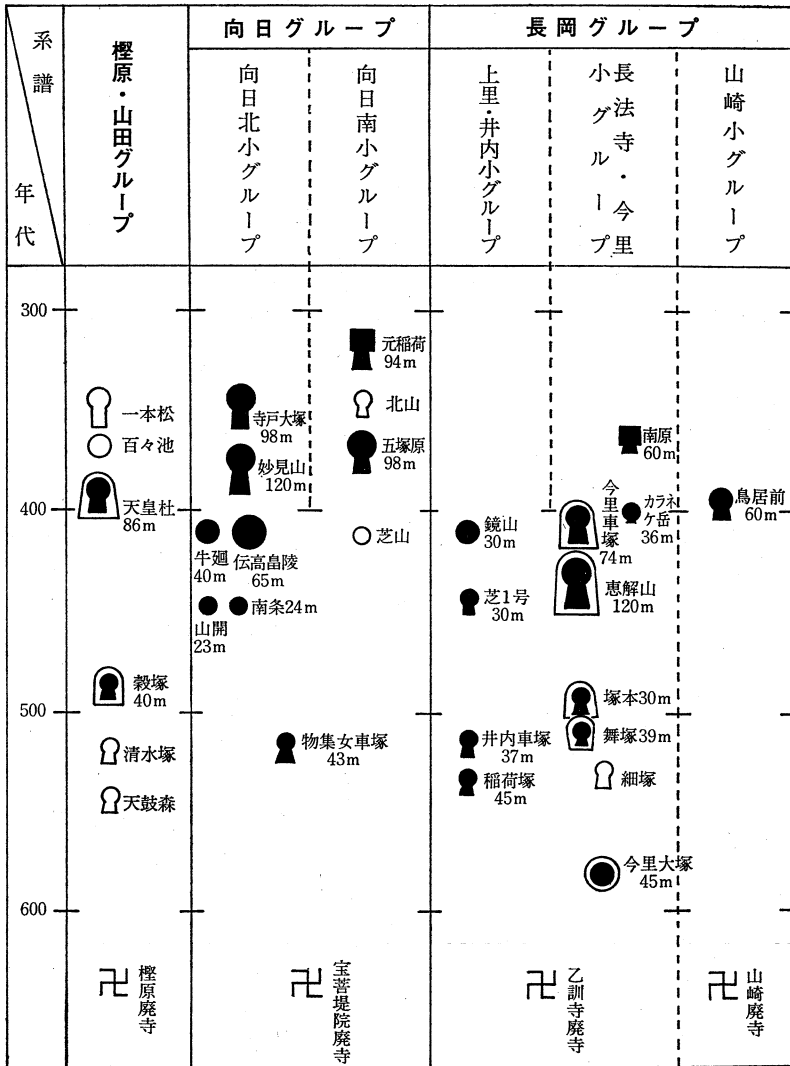 系譜
年代
樫原・山田グループ
向日グループ
長岡グループ
向日北小グループ
向日南小グループ
上里・井内小グループ
長法寺・今里
小グループ
山崎小グループ
300
元稲荷
94m
一本松
寺戸大塚
98m
北山
百々池
妙見山
120m
五塚原
98m
南原
60m
天皇杜
86m
今里車塚
74m
カラネ
ケ岳
36m
鳥居前
60m
400
牛廻
40m
伝高畠陵
65m
芝山
鏡山
30m
恵解山
120m
山開
23m
南条24m
芝1号
30m
穀塚
40m
塚本30m
500
清水塚
物集女車塚
43m
井内車塚
37m
舞塚39m
天鼓森
稲荷塚
45m
細塚
今里大塚
45m
600
卍
樫原廃寺
卍
宝菩提院廃寺
卍
乙訓寺廃寺
卍
山崎廃寺